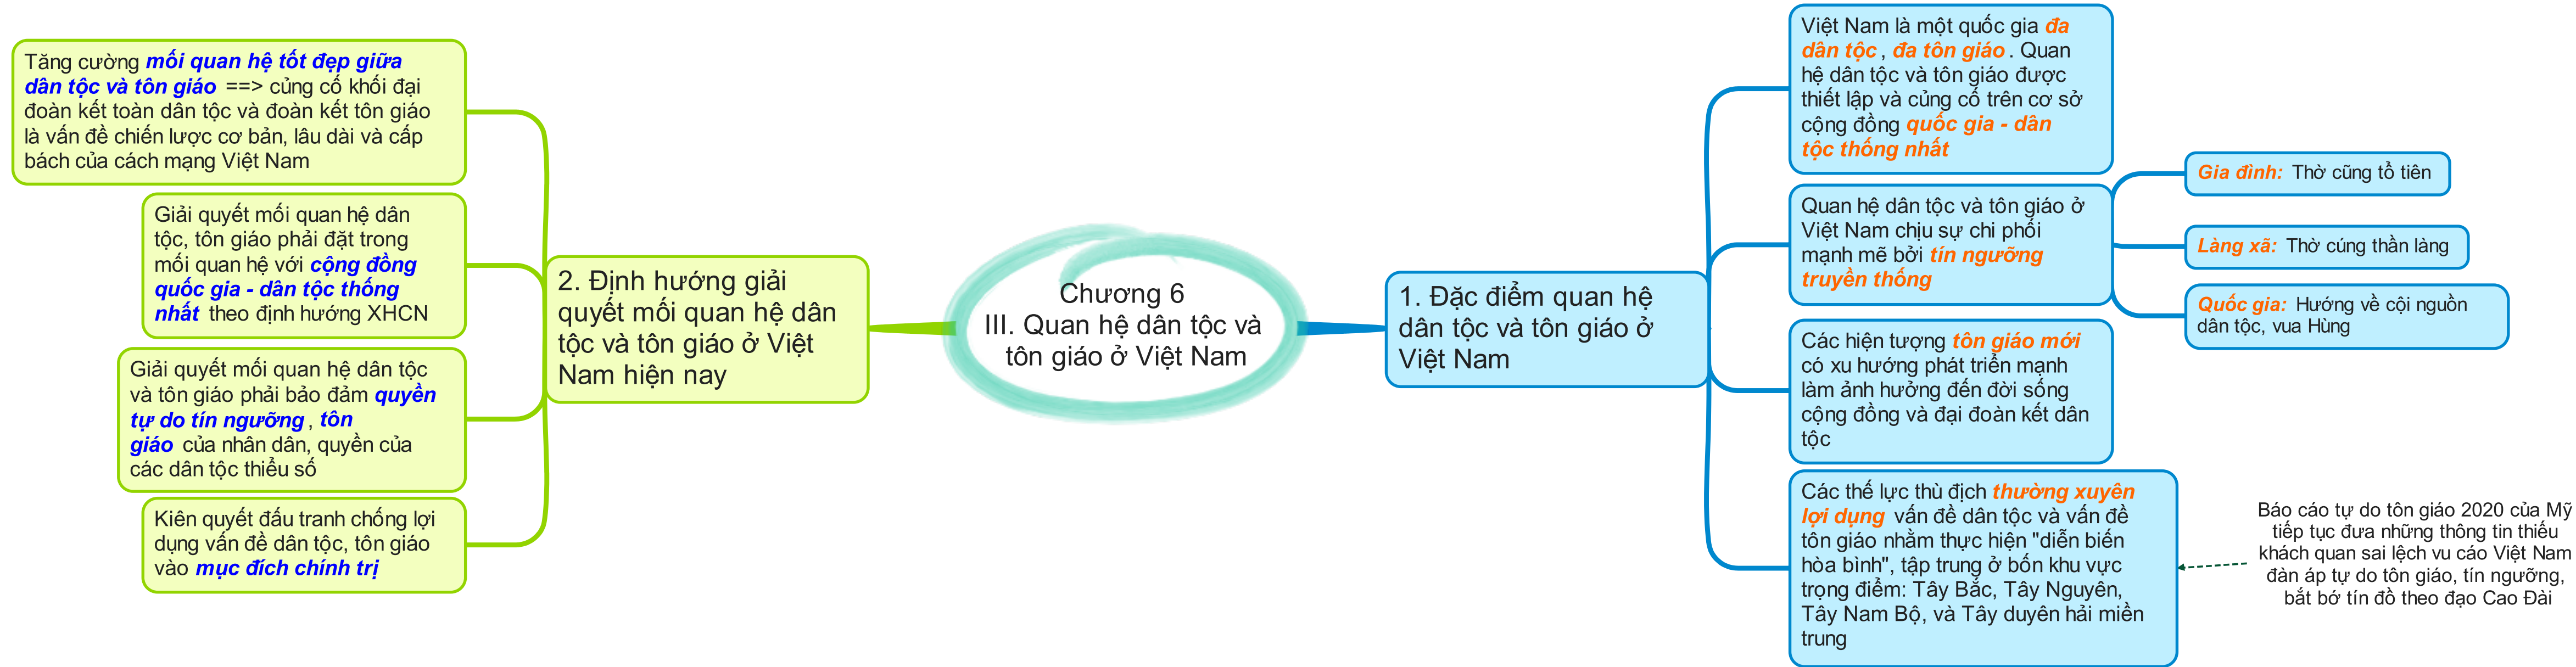 Chương 6
III. Quan hệ dân tộc và
tôn giáo ở Việt Nam
1. Đặc điểm quan hệ
dân tộc và tôn giáo ở
Việt Nam
Việt Nam là một quốc gia đa
dân tộc, đa tôn giáo. Quan
hệ dân tộc và tôn giáo được
thiết lập và củng cố trên cơ sở
cộng đồng quốc gia - dân
tộc thống nhất
Quan hệ dân tộc và tôn giáo ở
Việt Nam chịu sự chi phối
mạnh mẽ bởi tín ngưỡng
truyền thống
Gia đình: Thờ cũng tổ tiên
Làng xã: Thờ cúng thần làng
Quốc gia: Hướng về cội nguồn
dân tộc, vua Hùng
Các hiện tượng tôn giáo mới
có xu hướng phát triển mạnh
làm ảnh hưởng đến đời sống
cộng đồng và đại đoàn kết dân
tộc
Các thế lực thù địch thường xuyên
lợi dụng vấn đề dân tộc và vấn đề
tôn giáo nhằm thực hiện "diễn biến
hòa bình", tập trung ở bốn khu vực
trọng điểm: Tây Bắc, Tây Nguyên,
Tây Nam Bộ, và Tây duyên hải miền
trung
Báo cáo tự do tôn giáo 2020 của Mỹ
tiếp tục đưa những thông tin thiếu
khách quan sai lệch vu cáo Việt Nam
đàn áp tự do tôn giáo, tín ngưỡng,
bắt bớ tín đồ theo đạo Cao Đài
2. Định hướng giải
quyết mối quan hệ dân
tộc và tôn giáo ở Việt
Nam hiện nay
Tăng cường mối quan hệ tốt đẹp giữa
dân tộc và tôn giáo ==> củng cố khối đại
đoàn kết toàn dân tộc và đoàn kết tôn giáo
là vấn đề chiến lược cơ bản, lâu dài và cấp
bách của cách mạng Việt Nam
Giải quyết mối quan hệ dân
tộc, tôn giáo phải đặt trong
mối quan hệ với cộng đồng
quốc gia - dân tộc thống
nhất theo định hướng XHCN
Giải quyết mối quan hệ dân tộc
và tôn giáo phải bảo đảm quyền
tự do tín ngưỡng, tôn
giáo của nhân dân, quyền của
các dân tộc thiểu số
Kiên quyết đấu tranh chống lợi
dụng vấn đề dân tộc, tôn giáo
vào mục đích chính trị